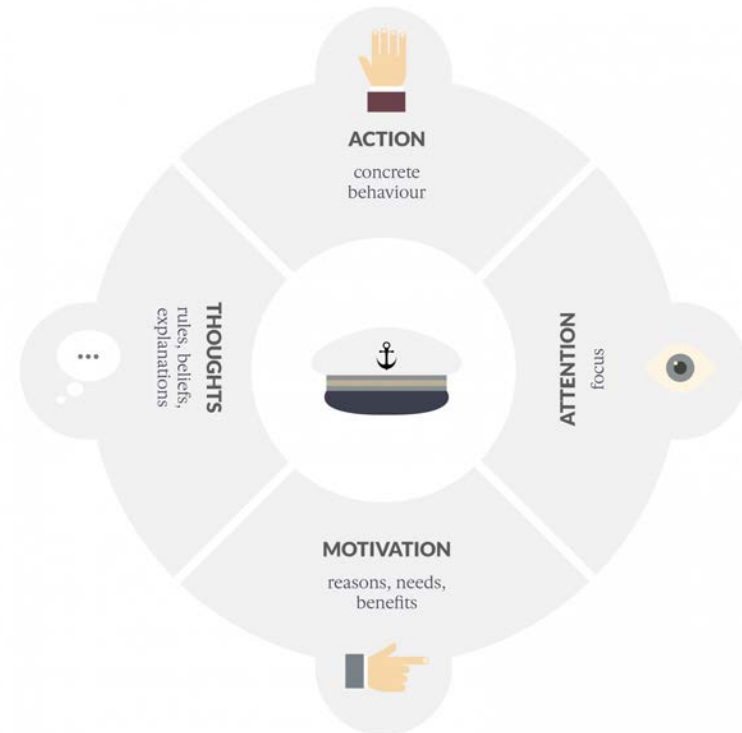 ACTION
concrete
behaviour
THOUGHTS
rules, beliefs,
explanations
ATTENTION
focus
MOTIVATION
reasons, needs,
benefits